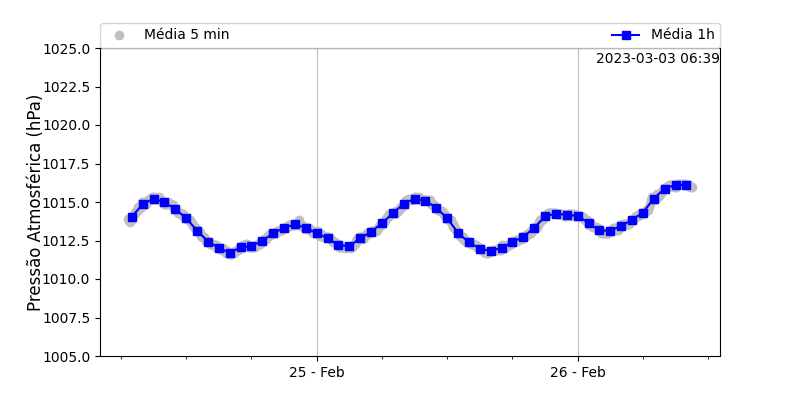 Média 5 min
Média 1h
2023-03-03 06:39
Pressão Atmosférica (hPa)
1025.0
1022.5
1020.0
1017.5
1015.0
1012.5
1010.0
1007.5
1005.0
25 - Feb
26 - Feb